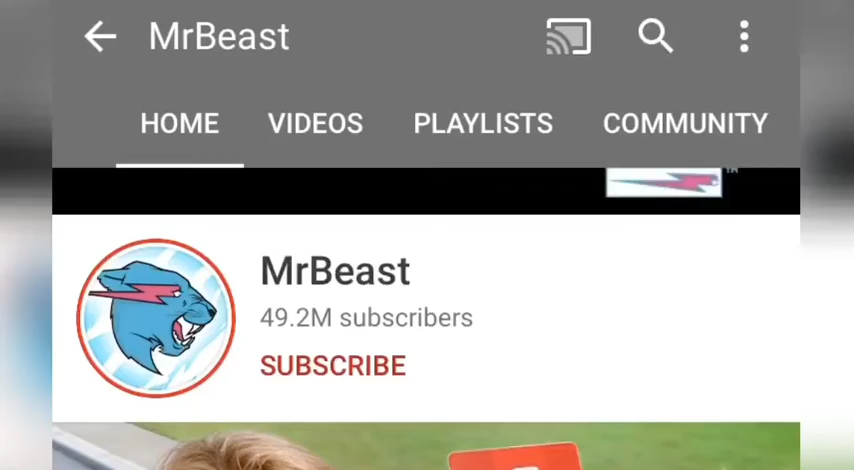 MrBeast
HOME VIDEOS PLAYLISTS COMMUNITY
MrBeast
49.2M subscribers
SUBSCRIBE